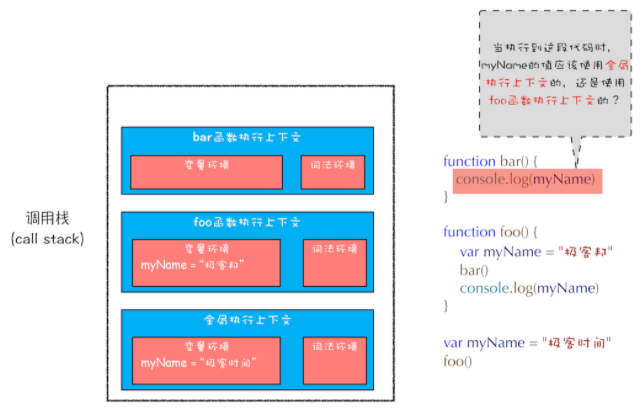 当执行到这段代码时,
myName的值应该使用全局
执行上下文的, 还是使用
foo函数执行上下文的？
调用栈
(call stack)
bar函数执行上下文
变量环境
词法环境
foo函数执行上下文
变量环境
myName = "极客邦"
词法环境
全局执行上下文
变量环境
myName = "极客时间"
词法环境
function bar() {
console.log(myName)
}
function foo() {
var myName = "极客邦"
bar()
console.log(myName)
}
var myName = "极客时间"
foo()